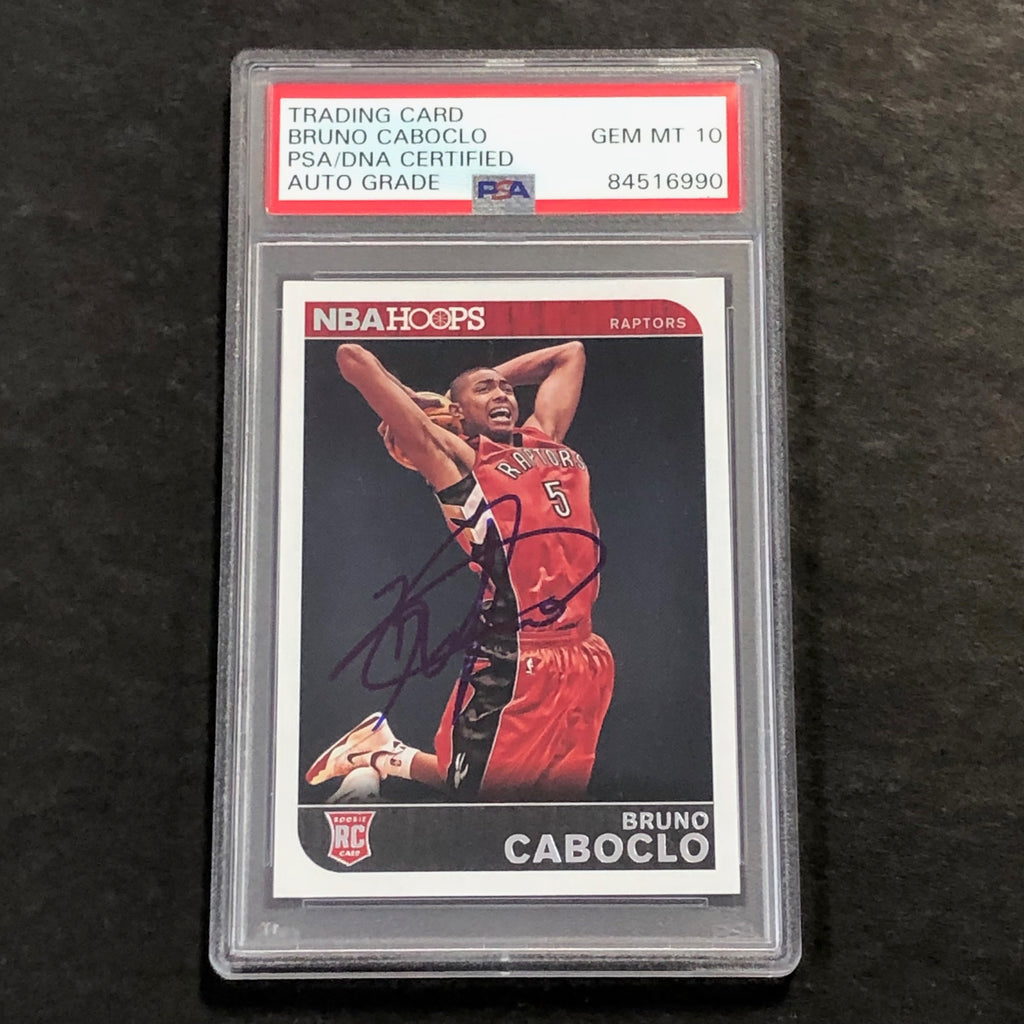 TRADING CARD
BRUNO CABOCLO GEM MT 10
PSA/DNA CERTIFIED
AUTO GRADE PSA 84516990
NBA HOOPS RAPTORS
RAPTORS
5
ROOKIE
RC
CARD
BRUNO
CABOCLO